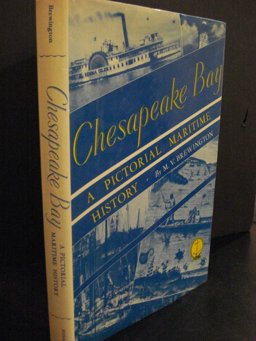 Brewington
Chesapeake Bay
A PICTORIAL
MARITIME HISTORY
Chesapeake Bay
A PICTORIAL MARITIME
HISTORY · By M. V. BREWINGTON